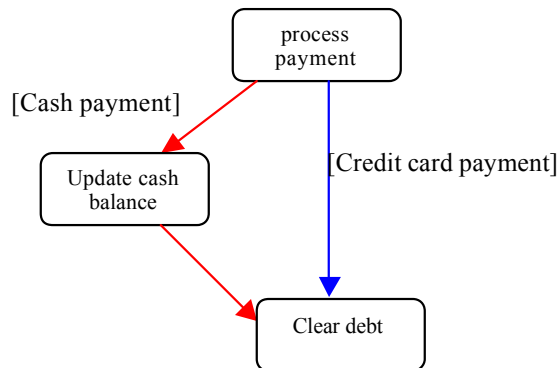 process
payment
[Cash payment]
[Credit card payment]
Update cash
balance
Clear debt